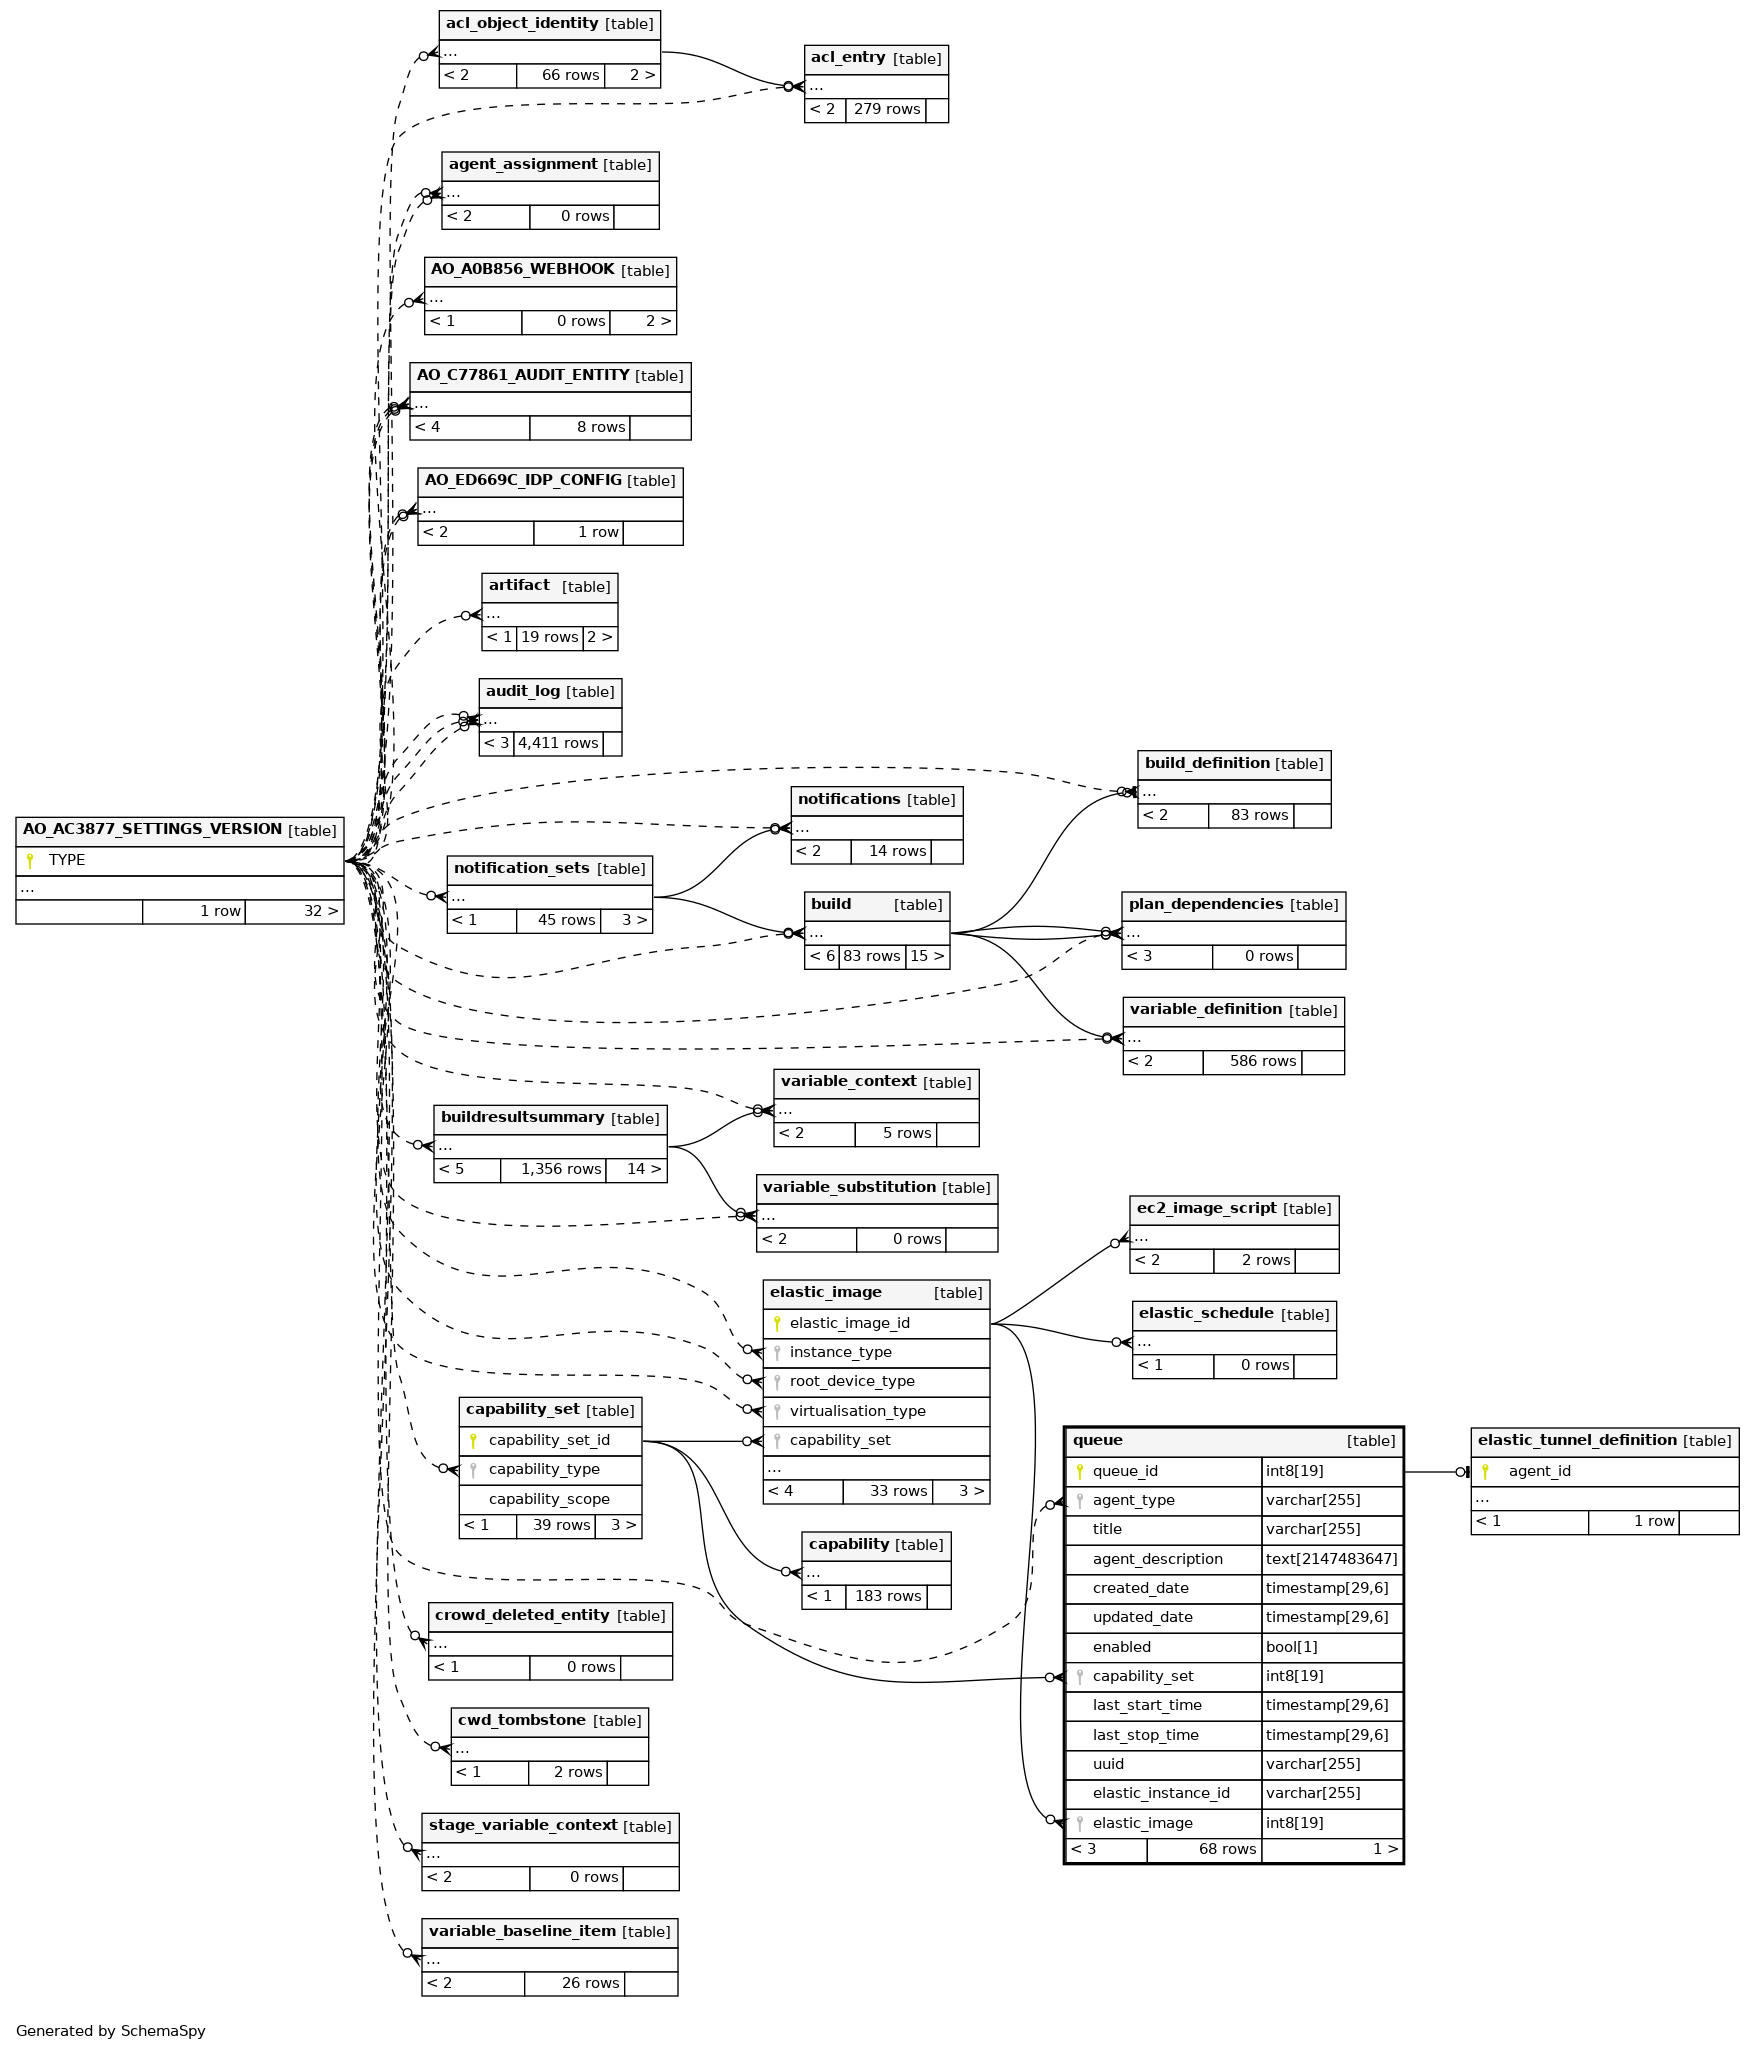 acl_object_identity [table]
...
< 2 66 rows 2 >
acl_entry [table]
...
< 2 279 rows
agent_assignment [table]
...
< 2 0 rows
AO_A0B856_WEBHOOK [table]
...
< 1 0 rows 2 >
AO_C77861_AUDIT_ENTITY [table]
...
< 4 8 rows
AO_ED669C_IDP_CONFIG [table]
...
< 2 1 row
artifact [table]
...
< 1 19 rows 2 >
audit_log [table]
...
< 3 4,411 rows
build_definition [table]
...
< 2 83 rows
notifications [table]
...
< 2 14 rows
AO_AC3877_SETTINGS_VERSION [table]
TYPE
...
1 row 32 >
notification_sets [table]
...
< 1 45 rows 3 >
build [table]
...
< 6 83 rows 15 >
plan_dependencies [table]
...
< 3 0 rows
variable_definition [table]
...
< 2 586 rows
variable_context [table]
...
< 2 5 rows
buildresultsummary [table]
...
< 5 1,356 rows 14 >
variable_substitution [table]
...
< 2 0 rows
ec2_image_script [table]
...
< 2 2 rows
elastic_image [table]
elastic_image_id
instance_type
root_device_type
virtualisation_type
capability_set
...
< 4 33 rows 3 >
elastic_schedule [table]
...
< 1 0 rows
capability_set [table]
capability_set_id
capability_type
capability_scope
< 1 39 rows 3 >
queue [table]
queue_id int8[19]
agent_type varchar[255]
title varchar[255]
agent_description text[2147483647]
created_date timestamp[29,6]
updated_date timestamp[29,6]
enabled bool[1]
capability_set int8[19]
last_start_time timestamp[29,6]
last_stop_time timestamp[29,6]
uuid varchar[255]
elastic_instance_id varchar[255]
elastic_image int8[19]
< 3 68 rows 1 >
elastic_tunnel_definition [table]
agent_id
...
< 1 1 row
capability [table]
...
< 1 183 rows
crowd_deleted_entity [table]
...
< 1 0 rows
cwd_tombstone [table]
...
< 1 2 rows
stage_variable_context [table]
...
< 2 0 rows
variable_baseline_item [table]
...
< 2 26 rows
Generated by SchemaSpy